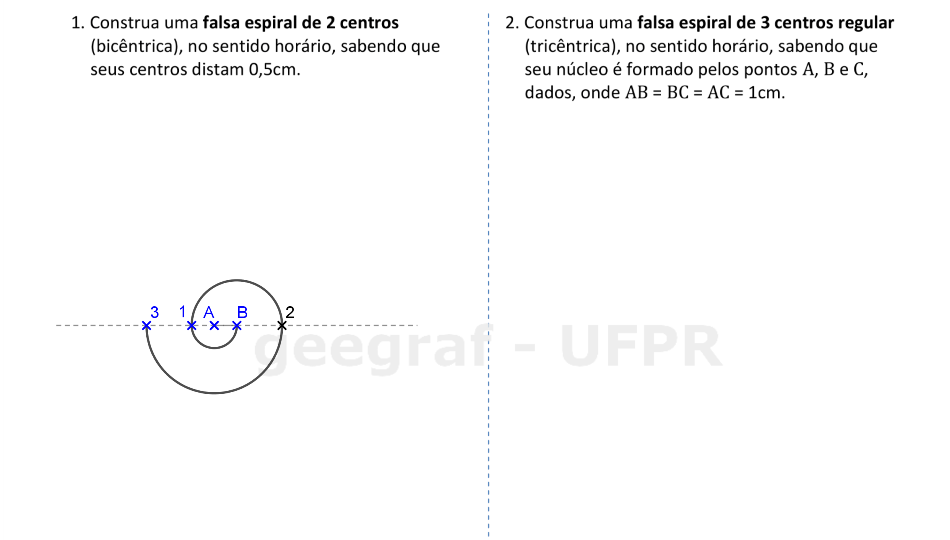 1. Construa uma falsa espiral de 2 centros
(bicêntrica), no sentido horário, sabendo que
seus centros distam 0,5cm.
2. Construa uma falsa espiral de 3 centros regular
(tricêntrica), no sentido horário, sabendo que
seu núcleo é formado pelos pontos A, B e C,
dados, onde AB = BC = AC = 1cm.
3 1 A B 2
geegraf - UFPR